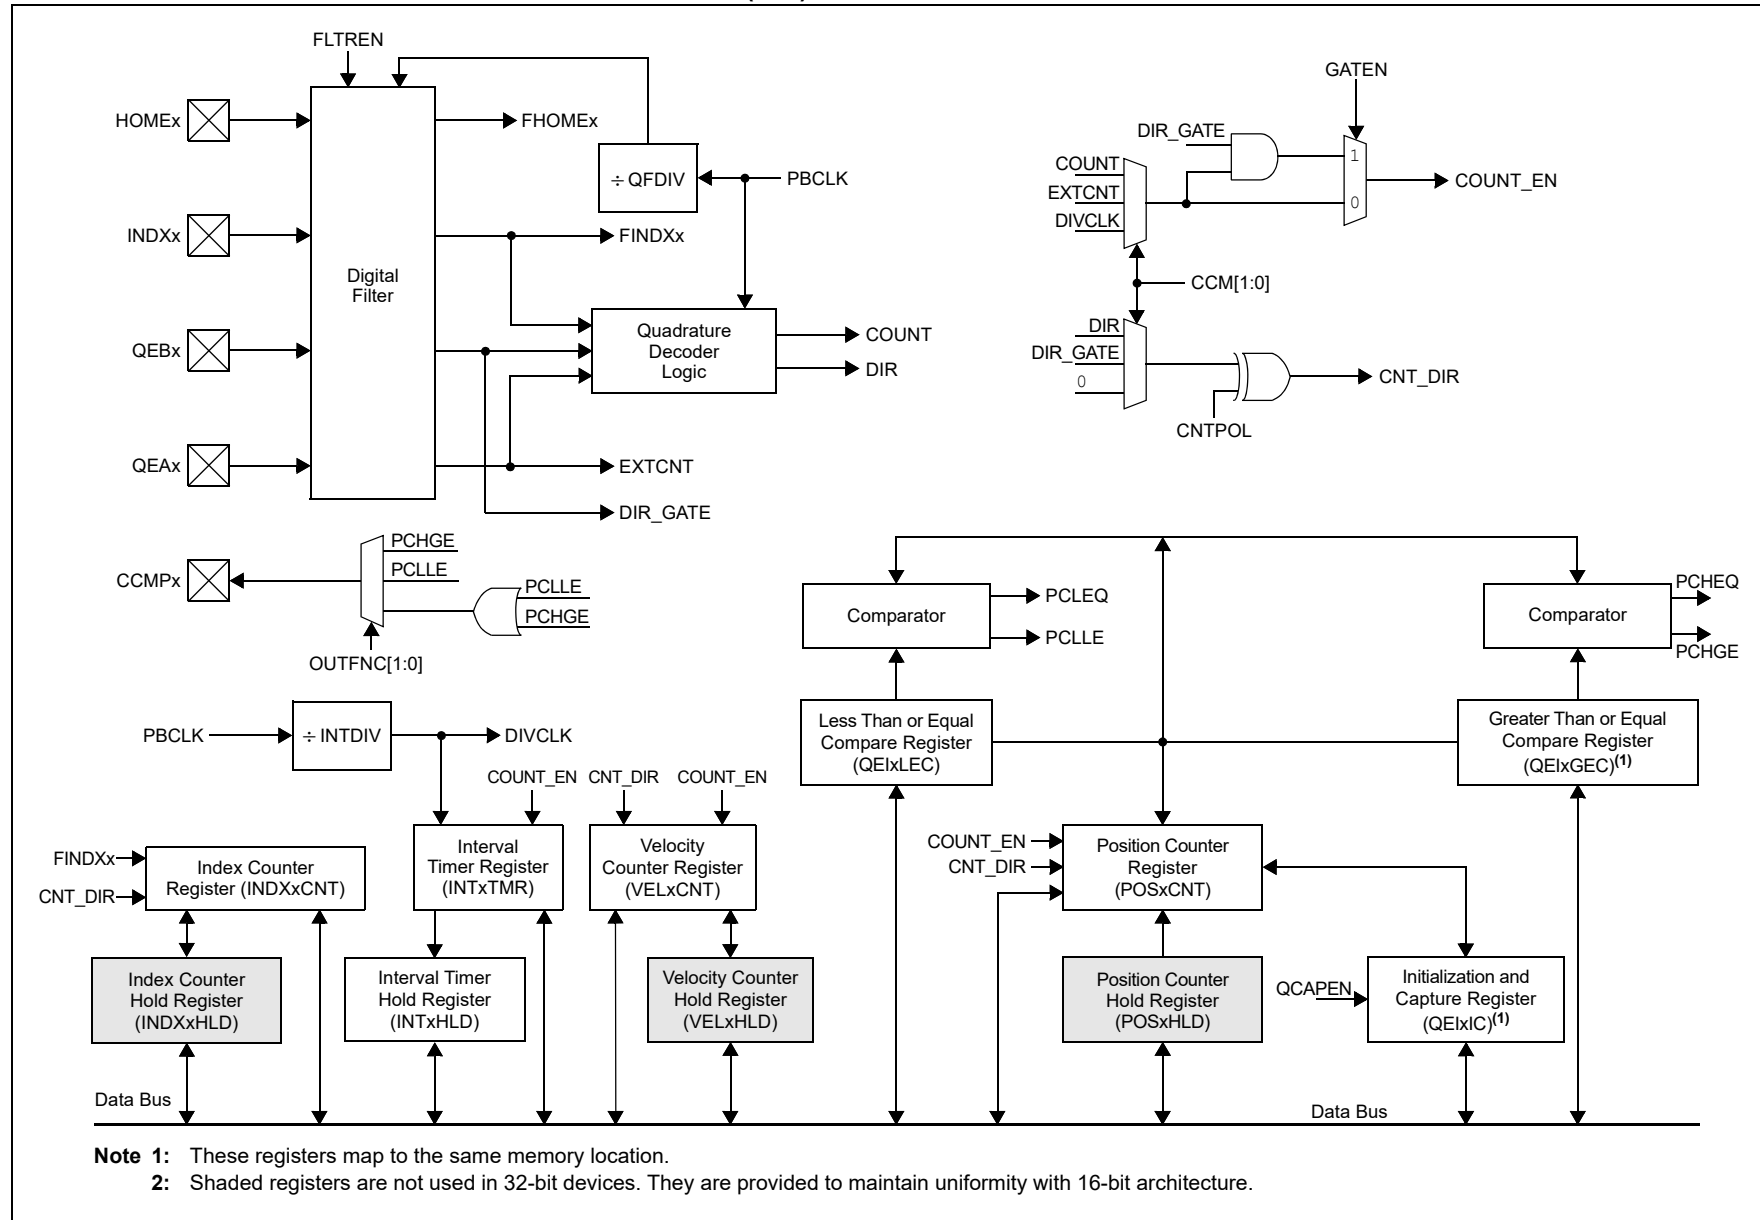 FLTREN
GATEN
HOMEx
FHOMEx
DIR_GATE
COUNT
1
÷ QFDIV
PBCLK
EXTCNT
COUNT_EN
0
DIVCLK
INDXx
FINDXx
Digital
Filter
CCM[1:0]
Quadrature
Decoder
Logic
COUNT
DIR
QEBx
DIR
DIR_GATE
0
CNT_DIR
CNTPOL
QEAx
EXTCNT
DIR_GATE
PCHGE
PCLLE
CCMPx
PCLLE
PCHGE
OUTFNC[1:0]
Comparator
PCLEQ
PCLLE
Comparator
PCHEQ
PCHGE
PBCLK
÷ INTDIV
DIVCLK
Less Than or Equal
Compare Register
(QEIxLEC)
Greater Than or Equal
Compare Register
(QEIxGEC)(1)
COUNT_EN
CNT_DIR
COUNT_EN
FINDXx
CNT_DIR
Index Counter
Register (INDXxCNT)
Interval
Timer Register
(INTxTMR)
Velocity
Counter Register
(VELxCNT)
COUNT_EN
CNT_DIR
Position Counter
Register
(POSxCNT)
Index Counter
Hold Register
(INDXxHLD)
Interval Timer
Hold Register
(INTxHLD)
Velocity Counter
Hold Register
(VELxHLD)
Position Counter
Hold Register
(POSxHLD)
QCAPEN
Initialization and
Capture Register
(QEIxIC)(1)
Data Bus
Data Bus
Note 1: These registers map to the same memory location.
2: Shaded registers are not used in 32-bit devices. They are provided to maintain uniformity with 16-bit architecture.